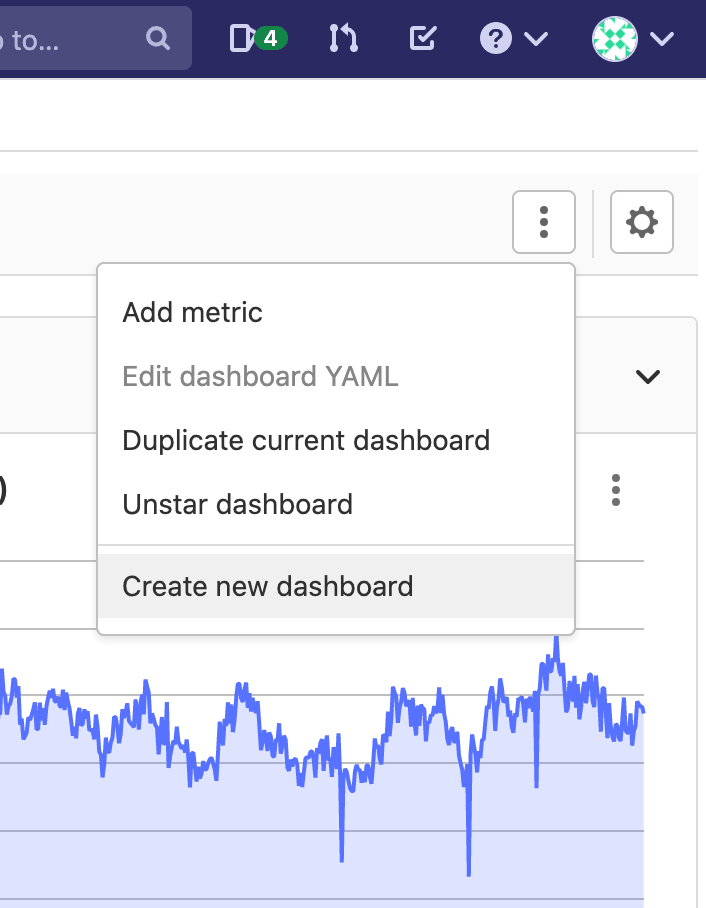 to...
4
?
Add metric
Edit dashboard YAML
Duplicate current dashboard
Unstar dashboard
)
Create new dashboard